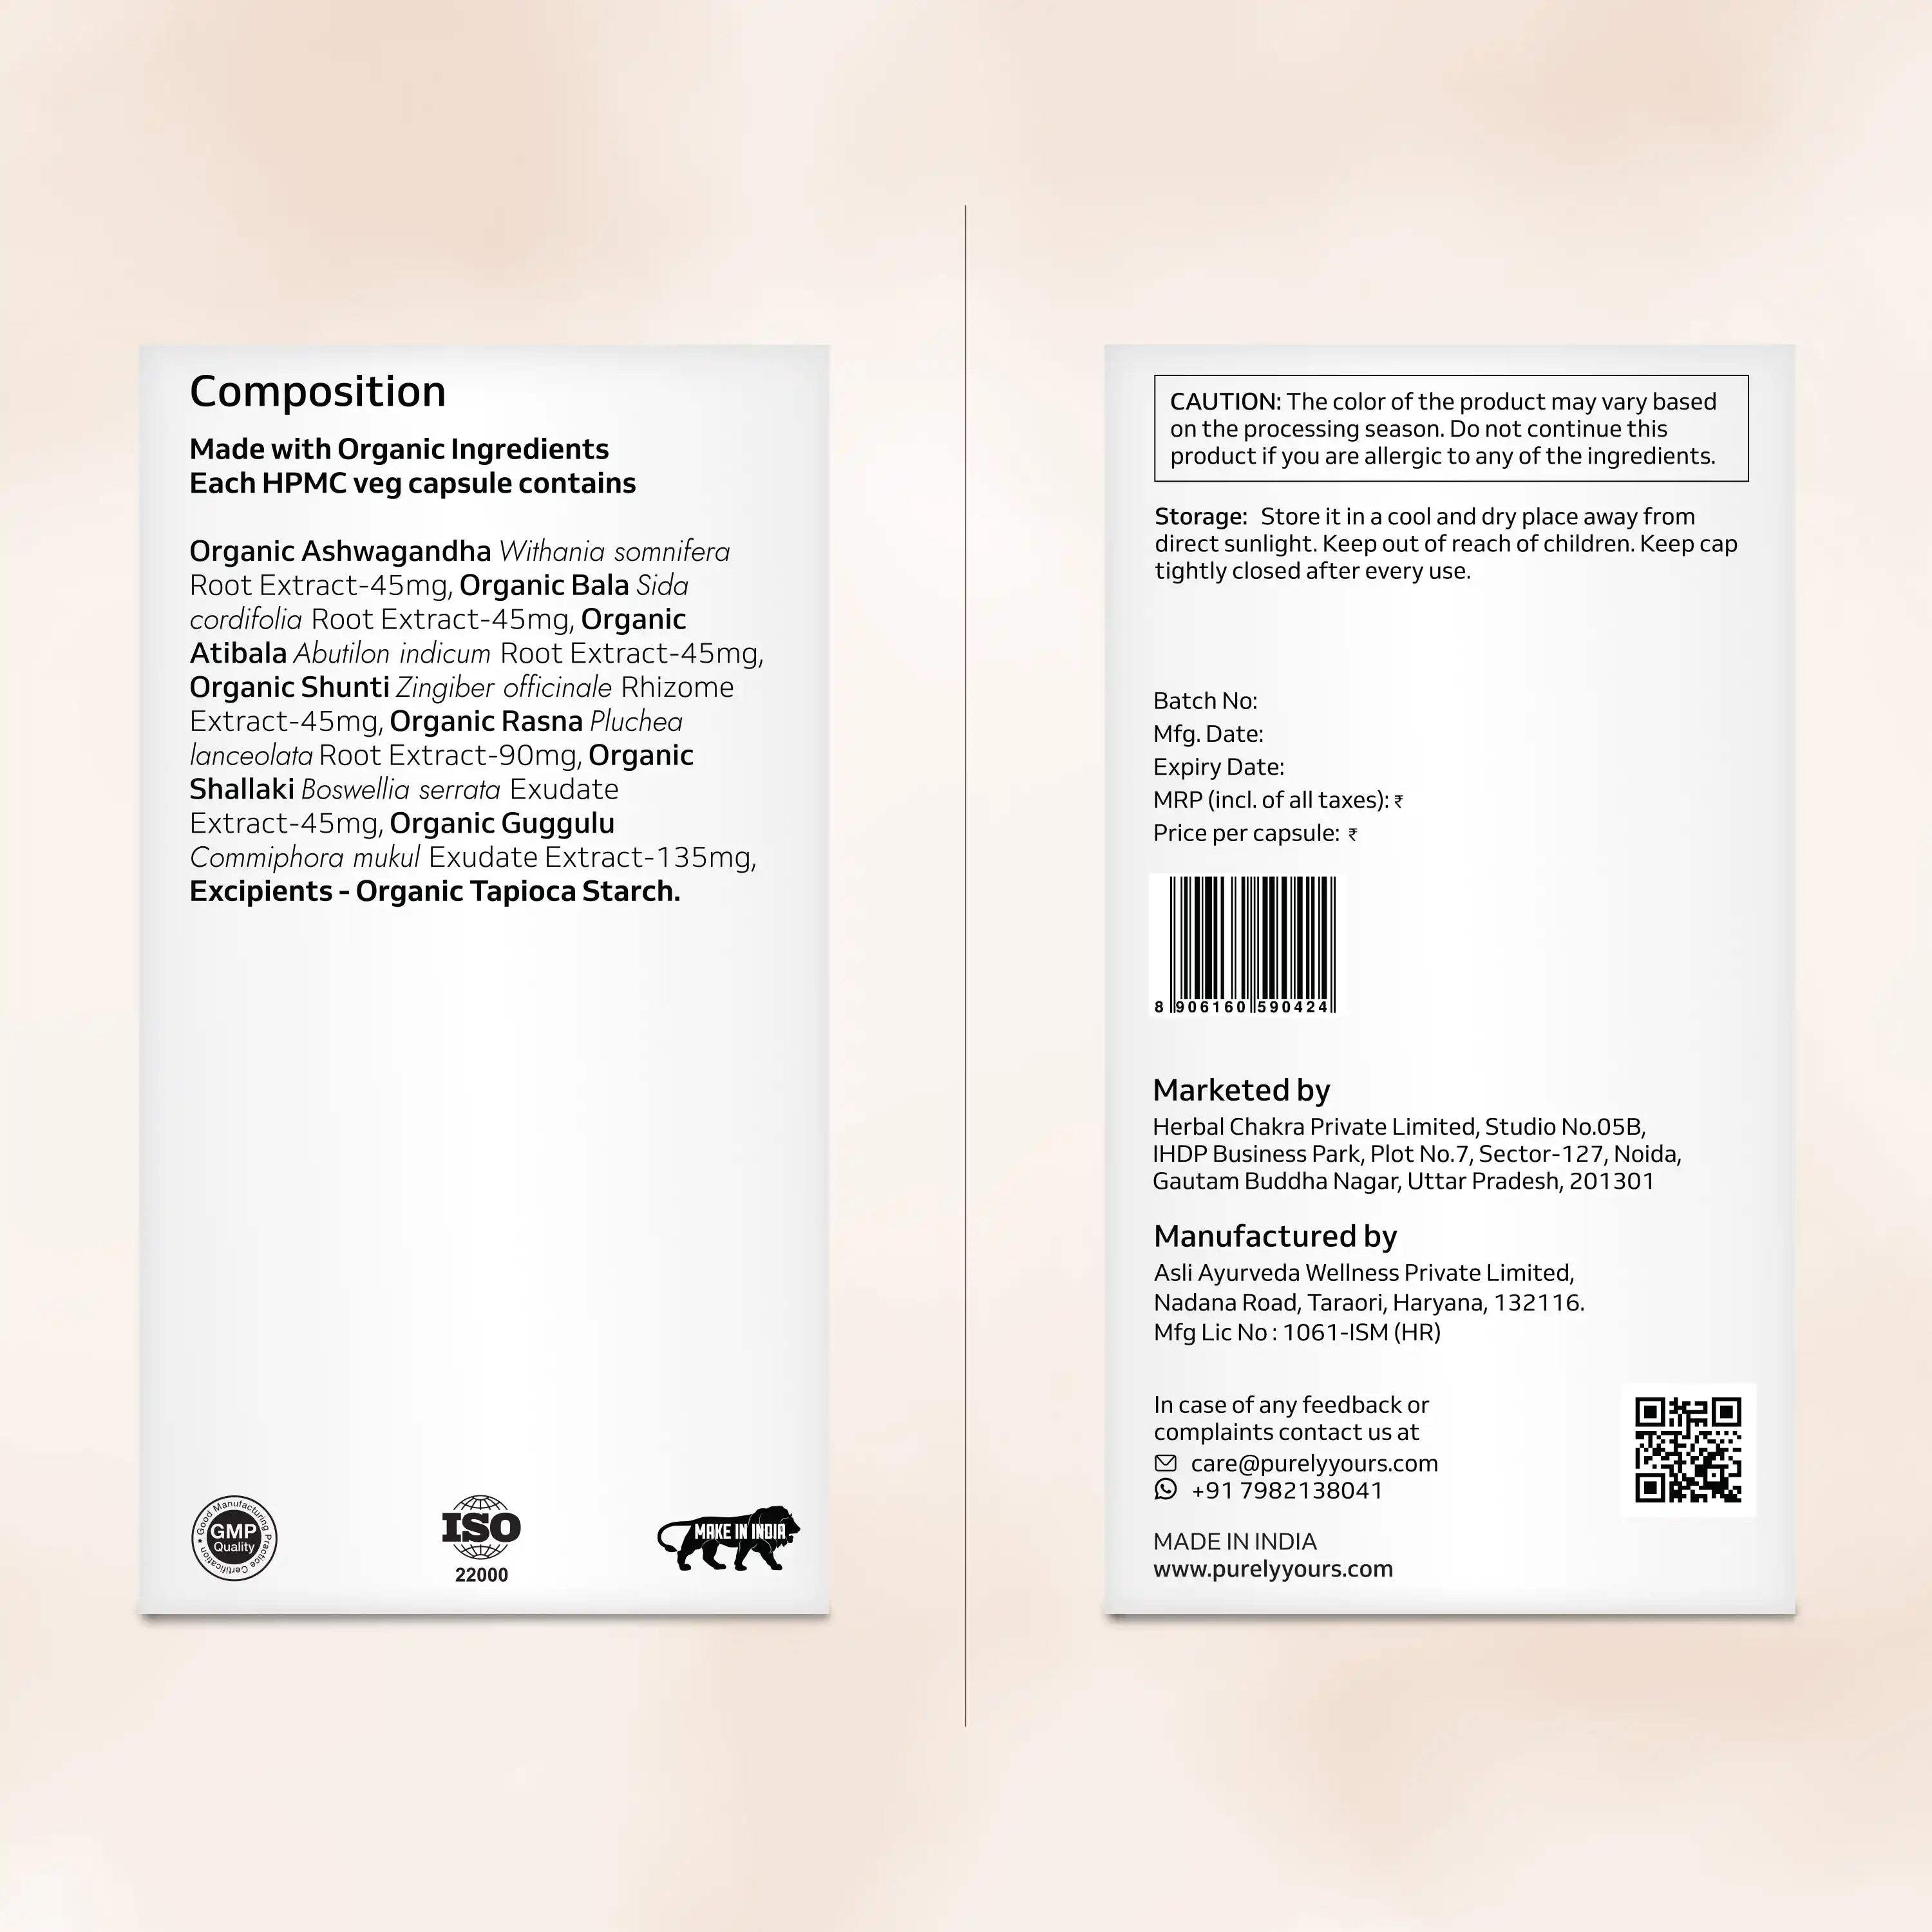 Composition
Made with Organic Ingredients
Each HPMC veg capsule contains
Organic Ashwagandha Withania somnifera
Root Extract-45mg, Organic Bala Sida
cordifolia Root Extract-45mg, Organic
Atibala Abutilon indicum Root Extract-45mg,
Organic Shunti Zingiber officinale Rhizome
Extract-45mg, Organic Rasna Pluchea
lanceolata Root Extract-90mg, Organic
Shallaki Boswellia serrata Exudate
Extract-45mg, Organic Guggulu
Commiphora mukul Exudate Extract-135mg,
Excipients - Organic Tapioca Starch.
Good Manufacturing Practice Certification
GMP
Quality
ISO
22000
MAKE IN INDIA
CAUTION: The color of the product may vary based
on the processing season. Do not continue this
product if you are allergic to any of the ingredients.
Storage: Store it in a cool and dry place away from
direct sunlight. Keep out of reach of children. Keep cap
tightly closed after every use.
Batch No:
Mfg. Date:
Expiry Date:
MRP (incl. of all taxes): ₹
Price per capsule: ₹
8 906160 590424
Marketed by
Herbal Chakra Private Limited, Studio No.05B,
IHDP Business Park, Plot No.7, Sector-127, Noida,
Gautam Buddha Nagar, Uttar Pradesh, 201301
Manufactured by
Asli Ayurveda Wellness Private Limited,
Nadana Road, Taraori, Haryana, 132116.
Mfg Lic No : 1061-ISM (HR)
In case of any feedback or
complaints contact us at
care@purelyyours.com
+91 7982138041
MADE IN INDIA
www.purelyyours.com